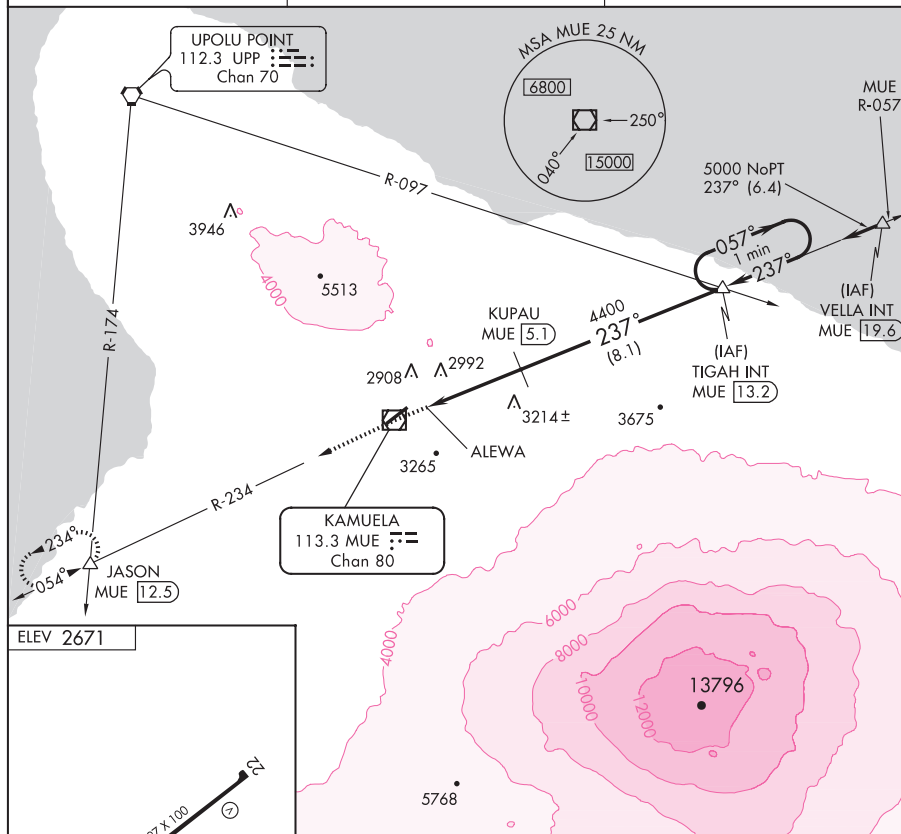 UPOLU POINT
112.3 UPP
Chan 70
MSA MUE 25 NM
6800
250°
040°
15000
MUE
R-057
5000 NoPT
237° (6.4)
R-097
3946
4000
5513
057°
1 min
237°
(IAF)
VELLA INT
MUE 19.6
KUPAU
MUE 5.1
4400
237°
(8.1)
(IAF)
TIGAH INT
MUE 13.2
R-174
2908
2992
3214±
3675
ALEWA
3265
R-234
KAMUELA
113.3 MUE
Chan 80
234°
054°
JASON
MUE 12.5
ELEV 2671
4000
6000
8000
10000
12000
13796
5768
22
X 100